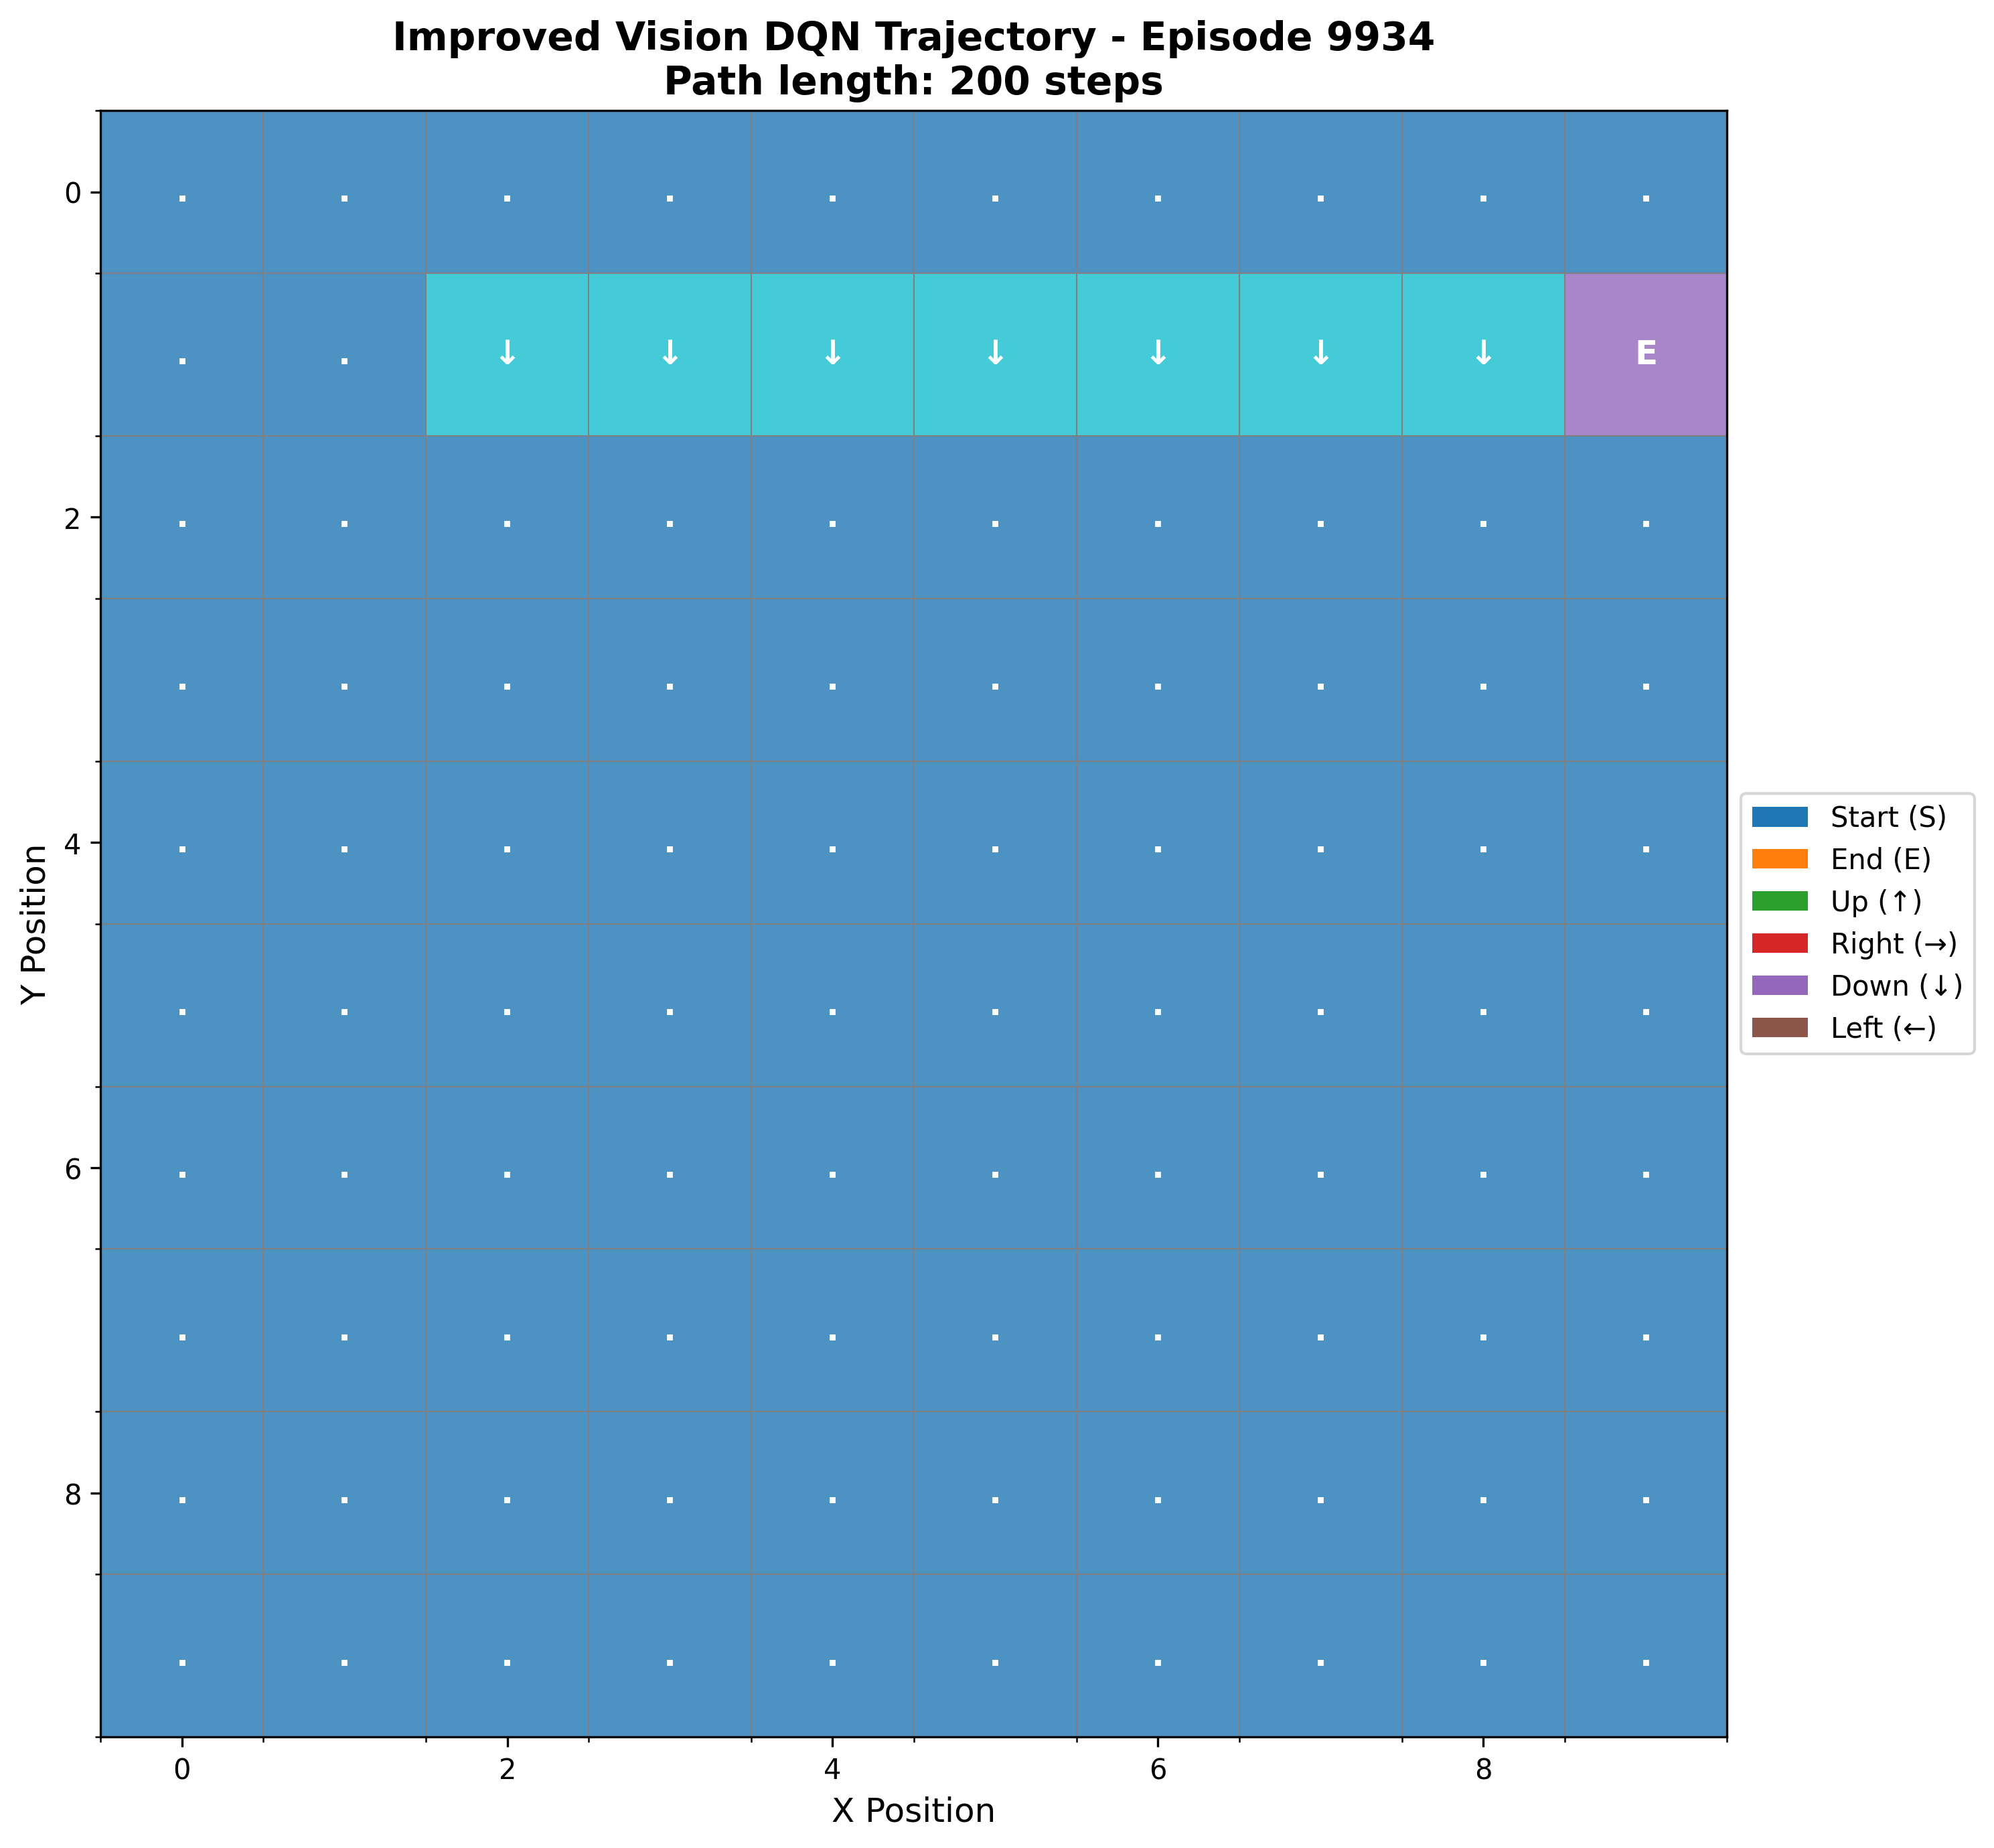 Improved Vision DQN Trajectory - Episode 9934
Path length: 200 steps
0
. . . . . . . . . .
. . ↓ ↓ ↓ ↓ ↓ ↓ ↓ E
2
. . . . . . . . . .
. . . . . . . . . .
4
. . . . . . . . . .
. . . . . . . . . .
6
. . . . . . . . . .
. . . . . . . . . .
8
. . . . . . . . . .
. . . . . . . . . .
Y Position
0 2 4 6 8
X Position
Start (S)
End (E)
Up (↑)
Right (→)
Down (↓)
Left (←)